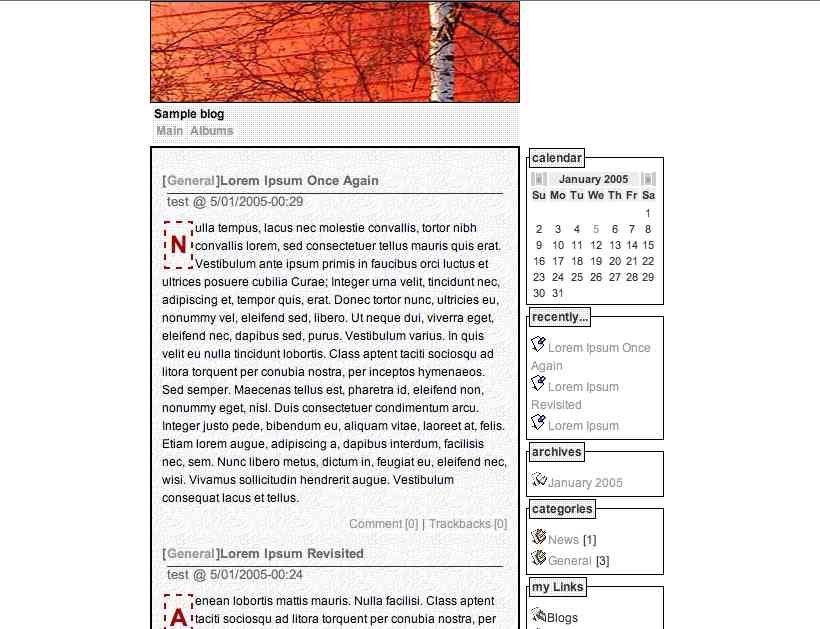 Sample blog
Main Albums
[General]Lorem Ipsum Once Again
test @ 5/01/2005-00:29
Nulla tempus, lacus nec molestie convallis, tortor nibh
convallis lorem, sed consectetuer tellus mauris quis erat.
Vestibulum ante ipsum primis in faucibus orci luctus et
ultrices posuere cubilia Curae; Integer urna velit, tincidunt nec,
adipiscing et, tempor quis, erat. Donec tortor nunc, ultricies eu,
nonummy vel, eleifend sed, libero. Ut neque dui, viverra eget,
eleifend nec, dapibus sed, purus. Vestibulum varius. In quis
velit eu nulla tincidunt lobortis. Class aptent taciti sociosqu ad
litora torquent per conubia nostra, per inceptos hymenaeos.
Sed semper. Maecenas tellus est, pharetra id, eleifend non,
nonummy eget, nisl. Duis consectetuer condimentum arcu.
Integer justo pede, bibendum eu, aliquam vitae, laoreet at, felis.
Etiam lorem augue, adipiscing a, dapibus interdum, facilisis
nec, sem. Nunc libero metus, dictum in, feugiat eu, eleifend nec,
wisi. Vivamus sollicitudin hendrerit augue. Vestibulum
consequat lacus et tellus.
Comment [0] | Trackbacks [0]
[General]Lorem Ipsum Revisited
test @ 5/01/2005-00:24
Aenean lobortis mattis mauris. Nulla facilisi. Class aptent
taciti sociosqu ad litora torquent per conubia nostra, per
calendar
January 2005
Su Mo Tu We Th Fr Sa
1
2 3 4 5 6 7 8
9 10 11 12 13 14 15
16 17 18 19 20 21 22
23 24 25 26 27 28 29
30 31
recently...
Lorem Ipsum Once
Again
Lorem Ipsum
Revisited
Lorem Ipsum
archives
January 2005
categories
News [1]
General [3]
my Links
Blogs